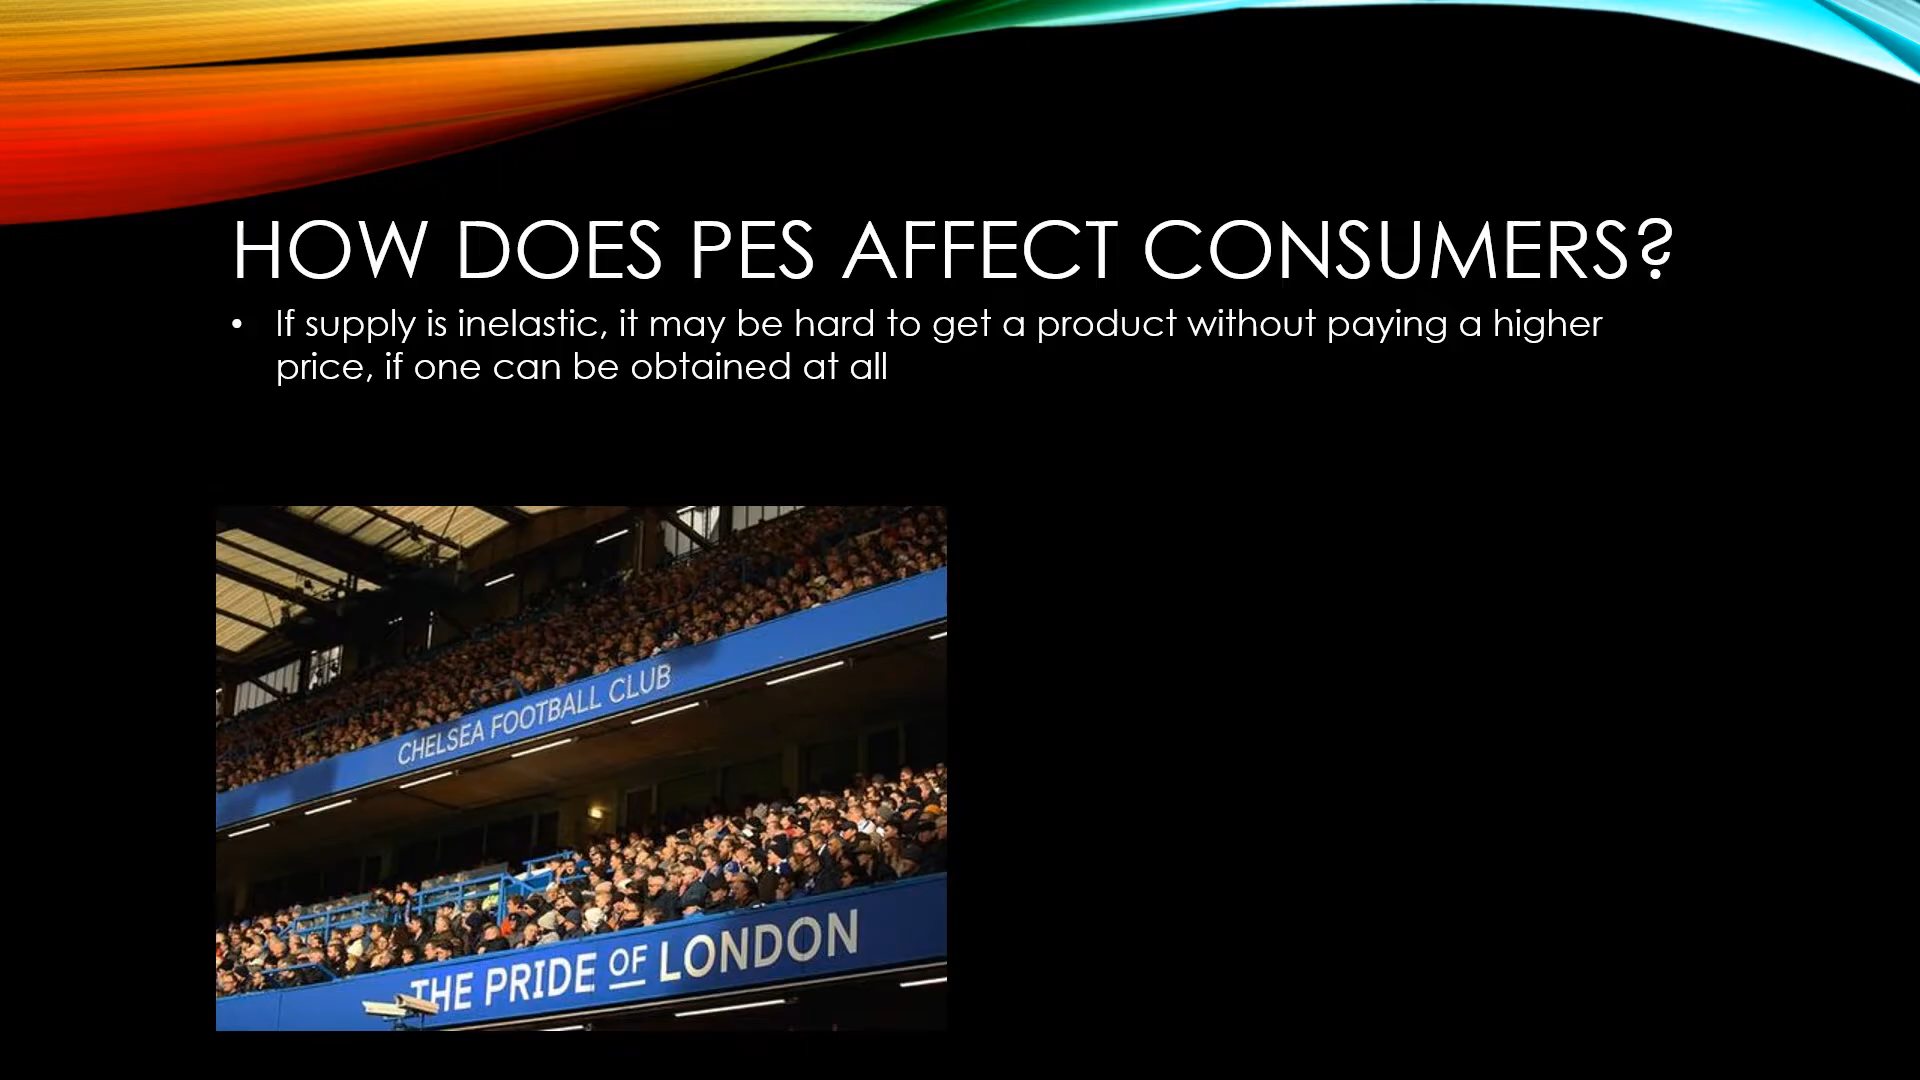 HOW DOES PES AFFECT CONSUMERS?
• If supply is inelastic, it may be hard to get a product without paying a higher
price, if one can be obtained at all
CHELSEA FOOTBALL CLUB
THE PRIDE OF LONDON